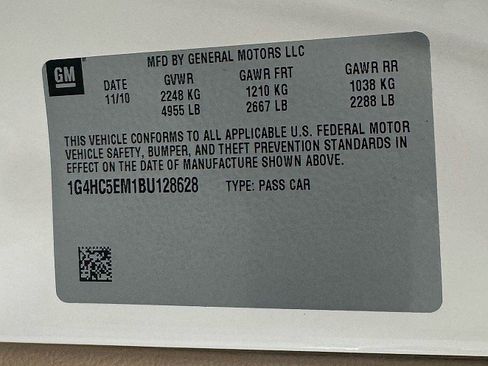 GM
MFD BY GENERAL MOTORS LLC
DATE GVWR GAWR FRT GAWR RR
11/10 2248 KG 1210 KG 1038 KG
4955 LB 2667 LB 2288 LB
THIS VEHICLE CONFORMS TO ALL APPLICABLE U.S. FEDERAL MOTOR
VEHICLE SAFETY, BUMPER, AND THEFT PREVENTION STANDARDS IN
EFFECT ON THE DATE OF MANUFACTURE SHOWN ABOVE.
1G4HC5EM1BU128628 TYPE: PASS CAR